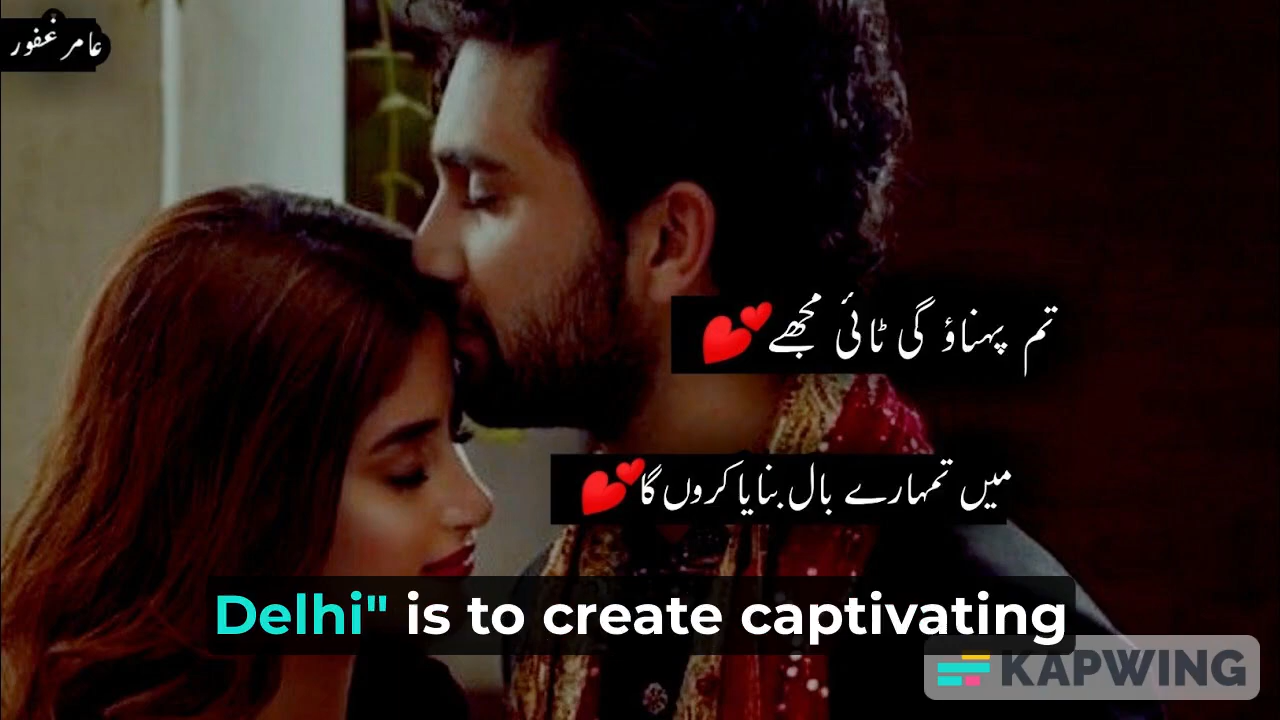 عامر غفور
تم پہناؤ گی ٹائی مجھے💕
میں تمہارے بال بنایا کروں گا💕
Delhi" is to create captivating
KAPWING